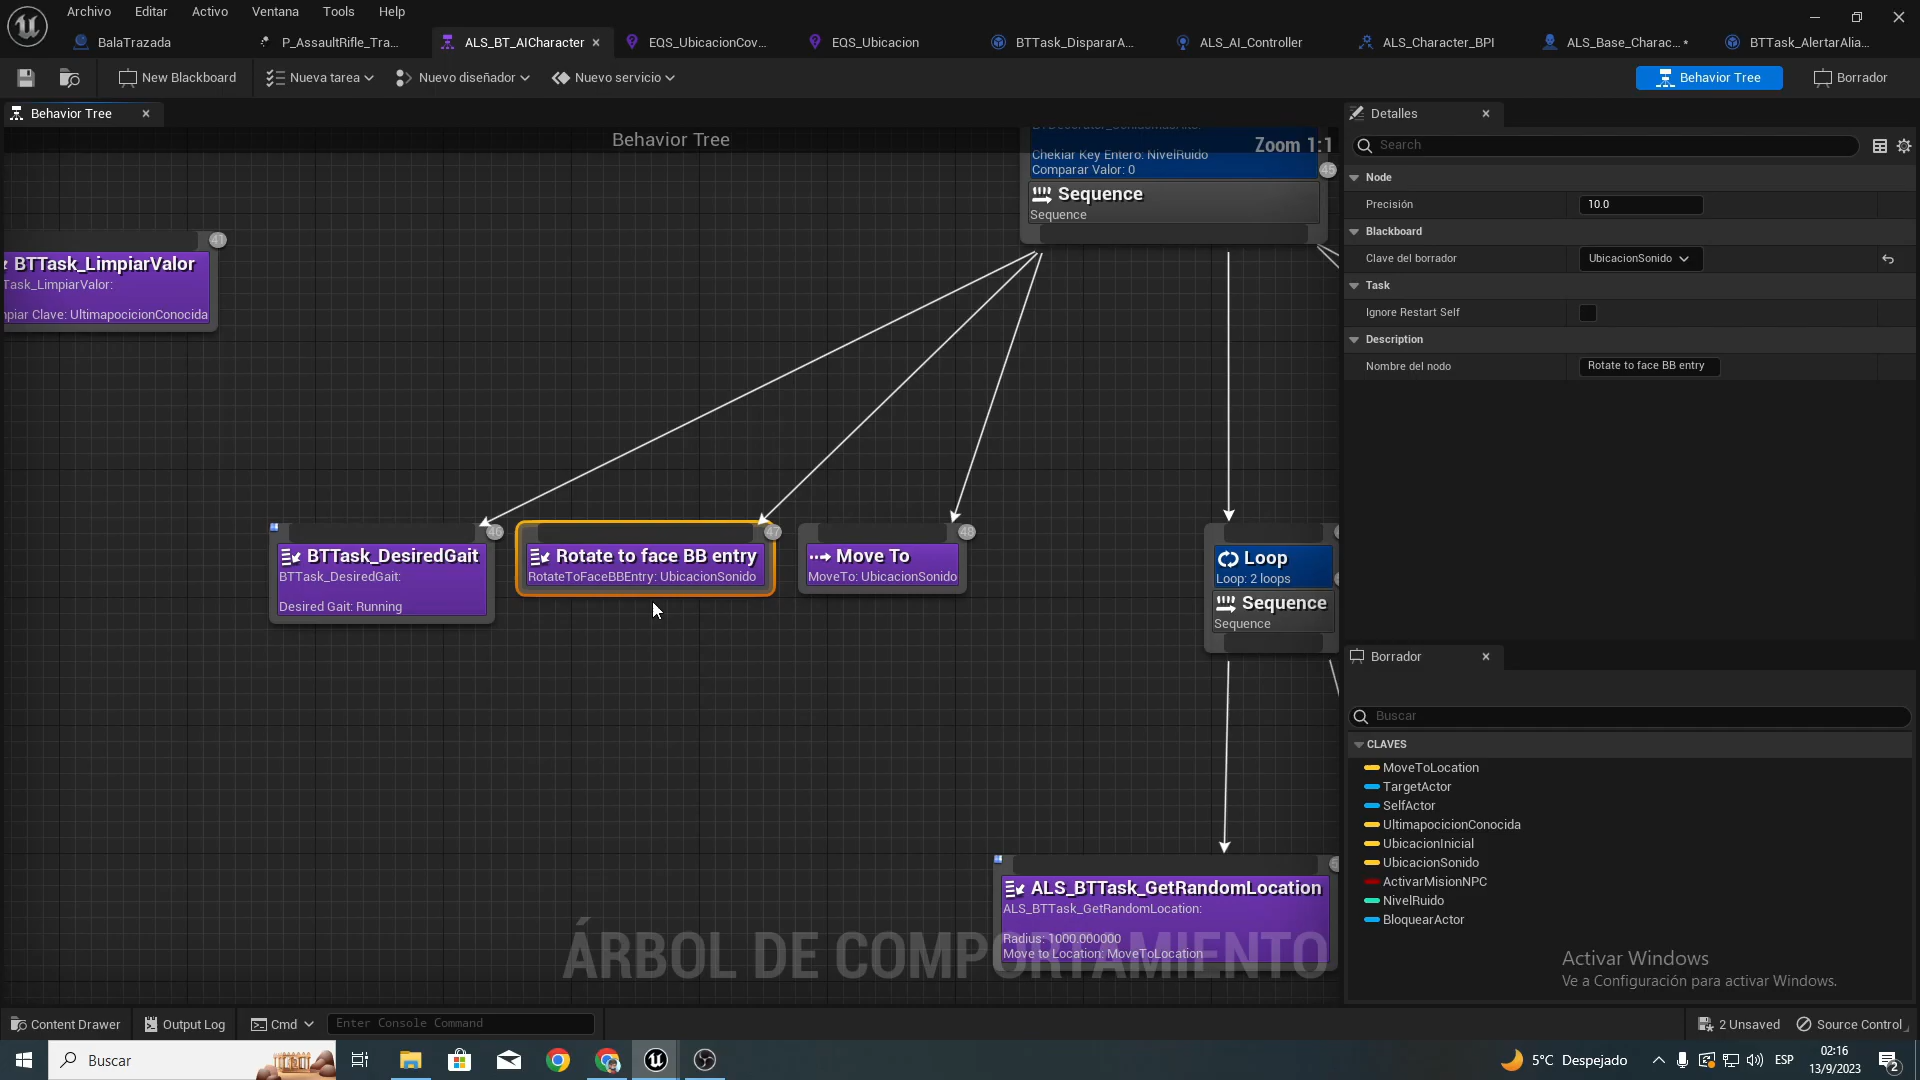 Archivo Editar Activo Ventana Tools Help
BalaTrazada P_AssaultRifle_Tra... ALS_BT_AICharacter EQS_UbicacionCov... EQS_Ubicacion BTTask_DispararA... ALS_AI_Controller ALS_Character_BPI ALS_Base_Charac...• BTTask_AlertarAlia...
New Blackboard Nueva tarea Nuevo diseñador Nuevo servicio Behavior Tree Borrador
Behavior Tree
Behavior Tree
Zoom 1:1
Chekiar Key Entero: NivelRuido
Comparar Valor: 0
45
Sequence
Sequence
41
BTTask_LimpiarValor
Task_LimpiarValor:
npiar Clave: UltimapocicionConocida
46
BTTask_DesiredGait
BTTask_DesiredGait:
Desired Gait: Running
47
Rotate to face BB entry
RotateToFaceBBEntry: UbicacionSonido
48
Move To
MoveTo: UbicacionSonido
Loop
Loop: 2 loops
Sequence
Sequence
ALS_BTTask_GetRandomLocation
ALS_BTTask_GetRandomLocation:
Radius: 1000.000000
Move to Location: MoveToLocation
ÁRBOL DE COMPORTAMIENTO
Detalles
Search
Node
Precisión 10.0
Blackboard
Clave del borrador UbicacionSonido
Task
Ignore Restart Self
Description
Nombre del nodo Rotate to face BB entry
Borrador
Buscar
CLAVES
MoveToLocation
TargetActor
SelfActor
UltimapocicionConocida
UbicacionInicial
UbicacionSonido
ActivarMisionNPC
NivelRuido
BloquearActor
Activar Windows
Ve a Configuración para activar Windows.
Content Drawer Output Log Cmd Enter Console Command 2 Unsaved Source Control
Buscar 5°C Despejado ESP 02:16
13/9/2023 2